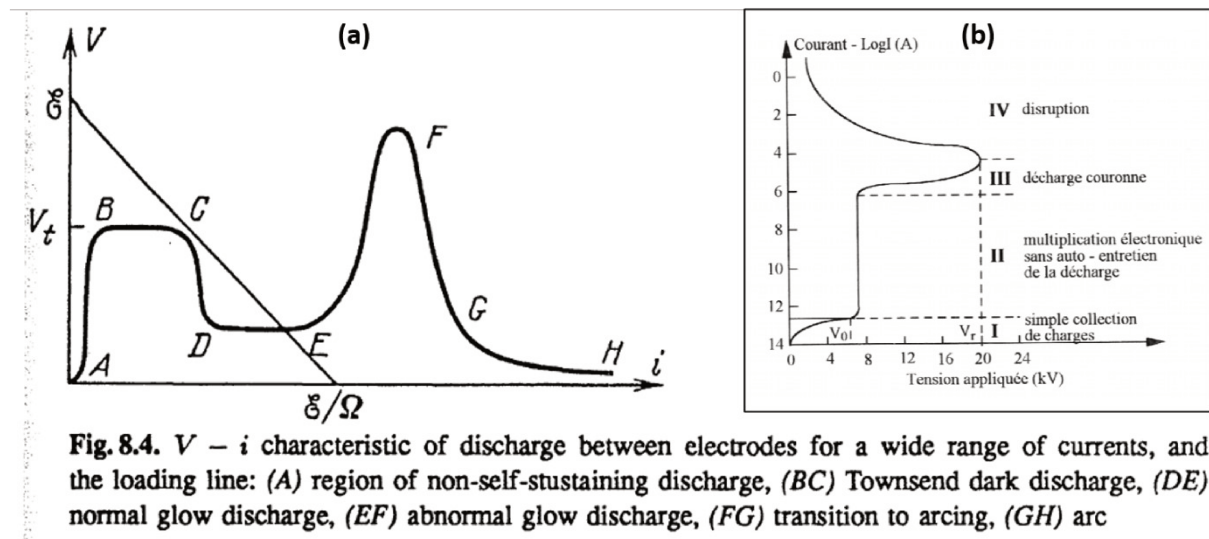 (a)
V
ℰ
V_t
B
C
F
D
E
G
A
H
ℰ/Ω
i
(b)
Courant - LogI (A)
0
2
4
6
8
10
12
14
IV disruption
III décharge couronne
II multiplication électronique
sans auto - entretien
de la décharge
I simple collection
de charges
V₀
V_r
0 4 8 12 16 20 24
Tension appliquée (kV)
Fig. 8.4. V – i characteristic of discharge between electrodes for a wide range of currents, and
the loading line: (A) region of non-self-stustaining discharge, (BC) Townsend dark discharge, (DE)
normal glow discharge, (EF) abnormal glow discharge, (FG) transition to arcing, (GH) arc